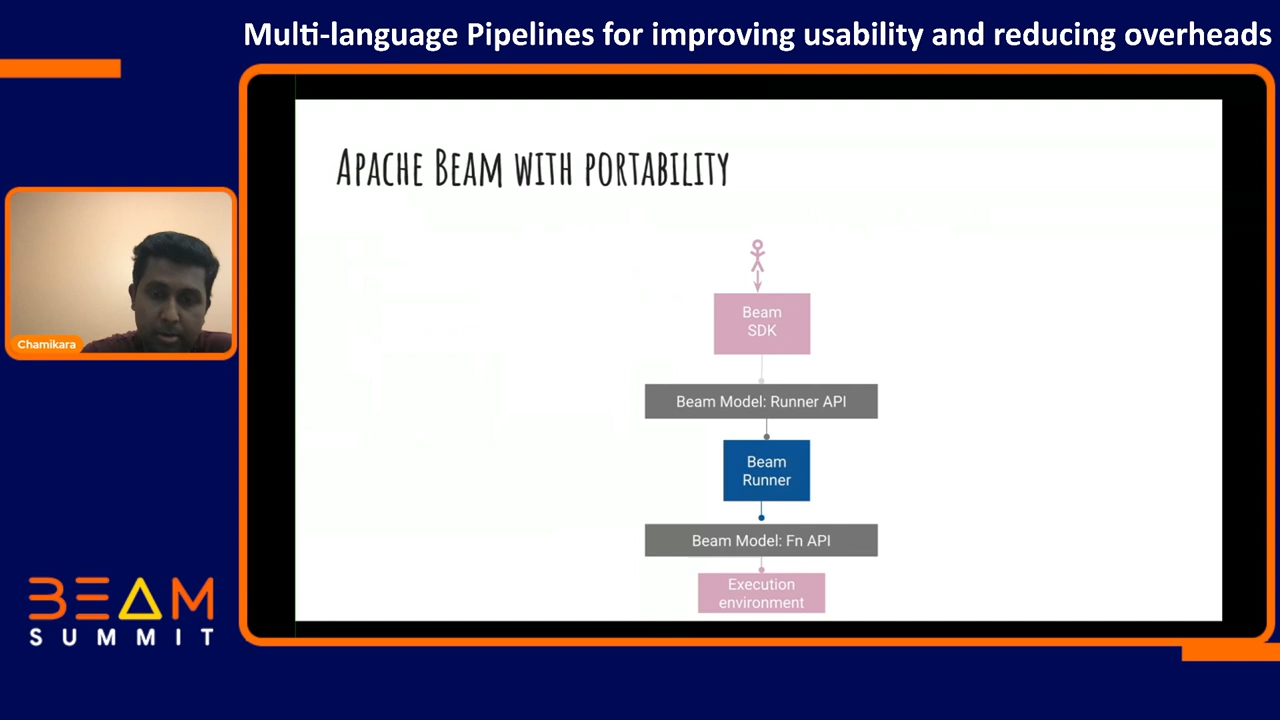 Multi-language Pipelines for improving usability and reducing overheads
APACHE BEAM WITH PORTABILITY
Beam
SDK
Beam Model: Runner API
Beam
Runner
Beam Model: Fn API
Execution
environment
Chamikara
BEAM
SUMMIT